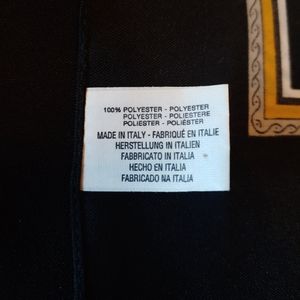 100% POLYESTER - POLYESTER
POLYESTER - POLIESTERE
POLIESTER - POLIÉSTER
MADE IN ITALY - FABRIQUÉ EN ITALIE
HERSTELLUNG IN ITALIEN
FABBRICATO IN ITALIA
HECHO EN ITALIA
FABRICADO NA ITALIA